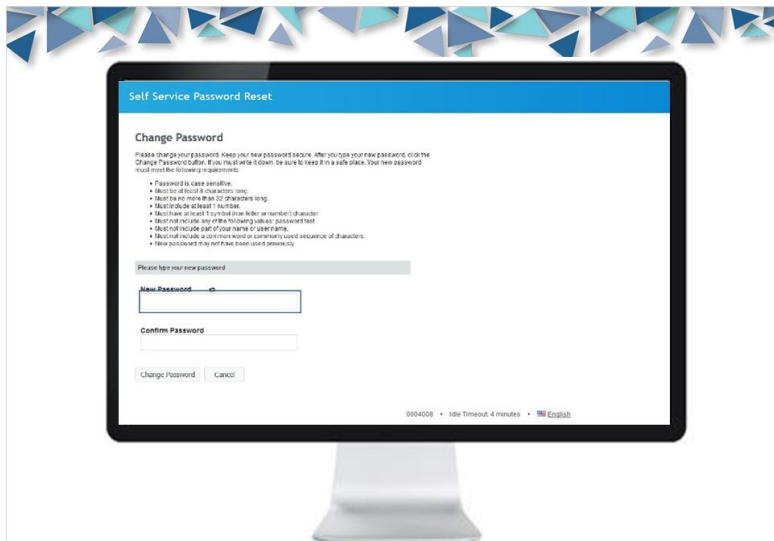 Self Service Password Reset
Change Password
Please change your password. Keep your new password secure. After you type your new password, click the
Change Password button. If you must write it down, be sure to keep it in a safe place. Your new password
must meet the following requirements:
• Password is case sensitive.
• Must be at least 8 characters long.
• Must be no more than 32 characters long.
• Must include at least 1 number.
• Must have at least 1 symbol (non letter or number) character.
• Must not include any of the following values: password test
• Must not include part of your name or user name.
• Must not include a common word or commonly used sequence of characters.
• New password may not have been used previously.
Please type your new password
New Password
Confirm Password
Change Password Cancel
0004008 • Idle Timeout: 4 minutes • English